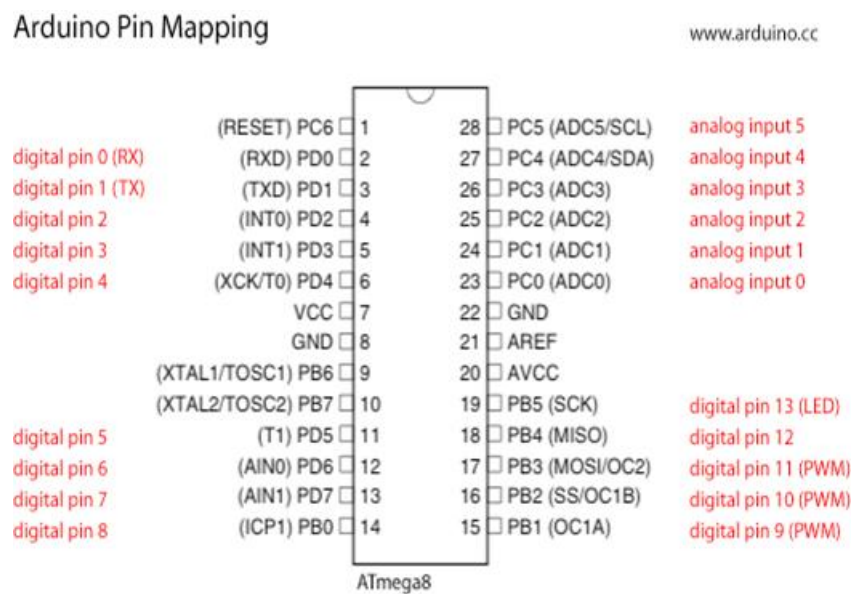 Arduino Pin Mapping www.arduino.cc
(RESET) PC6 1 28 PC5 (ADC5/SCL) analog input 5
digital pin 0 (RX) (RXD) PD0 2 27 PC4 (ADC4/SDA) analog input 4
digital pin 1 (TX) (TXD) PD1 3 26 PC3 (ADC3) analog input 3
digital pin 2 (INT0) PD2 4 25 PC2 (ADC2) analog input 2
digital pin 3 (INT1) PD3 5 24 PC1 (ADC1) analog input 1
digital pin 4 (XCK/T0) PD4 6 23 PC0 (ADC0) analog input 0
VCC 7 22 GND
GND 8 21 AREF
(XTAL1/TOSC1) PB6 9 20 AVCC
(XTAL2/TOSC2) PB7 10 19 PB5 (SCK) digital pin 13 (LED)
digital pin 5 (T1) PD5 11 18 PB4 (MISO) digital pin 12
digital pin 6 (AIN0) PD6 12 17 PB3 (MOSI/OC2) digital pin 11 (PWM)
digital pin 7 (AIN1) PD7 13 16 PB2 (SS/OC1B) digital pin 10 (PWM)
digital pin 8 (ICP1) PB0 14 15 PB1 (OC1A) digital pin 9 (PWM)
ATmega8